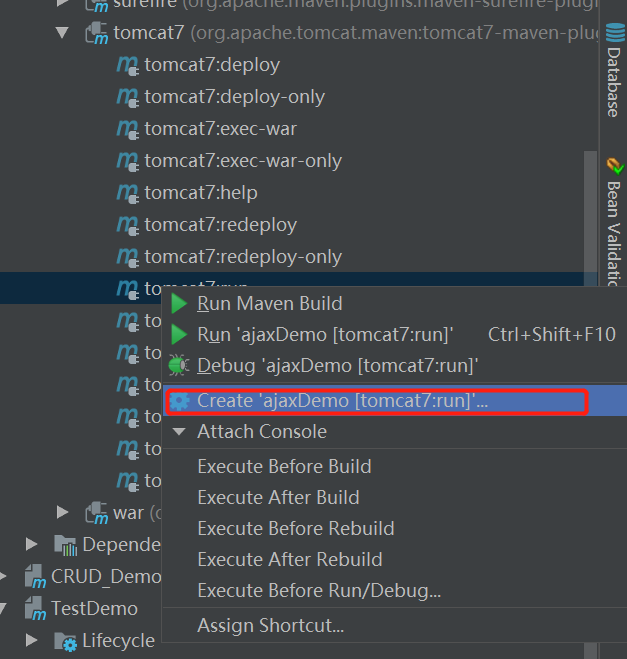 surefire (org.apache.maven.plugins:maven-surefire-plug
tomcat7 (org.apache.tomcat.maven:tomcat7-maven-plu
tomcat7:deploy
tomcat7:deploy-only
tomcat7:exec-war
tomcat7:exec-war-only
tomcat7:help
tomcat7:redeploy
tomcat7:redeploy-only
tomcat7:run
Run Maven Build
Run 'ajaxDemo [tomcat7:run]' Ctrl+Shift+F10
Debug 'ajaxDemo [tomcat7:run]'
Create 'ajaxDemo [tomcat7:run]'...
Attach Console
Execute Before Build
Execute After Build
Execute Before Rebuild
Execute After Rebuild
Execute Before Run/Debug...
Assign Shortcut...
to
to
to
to
to
to
war (o
Depende
CRUD_Demo
TestDemo
Lifecycle
Database
Bean Validatio